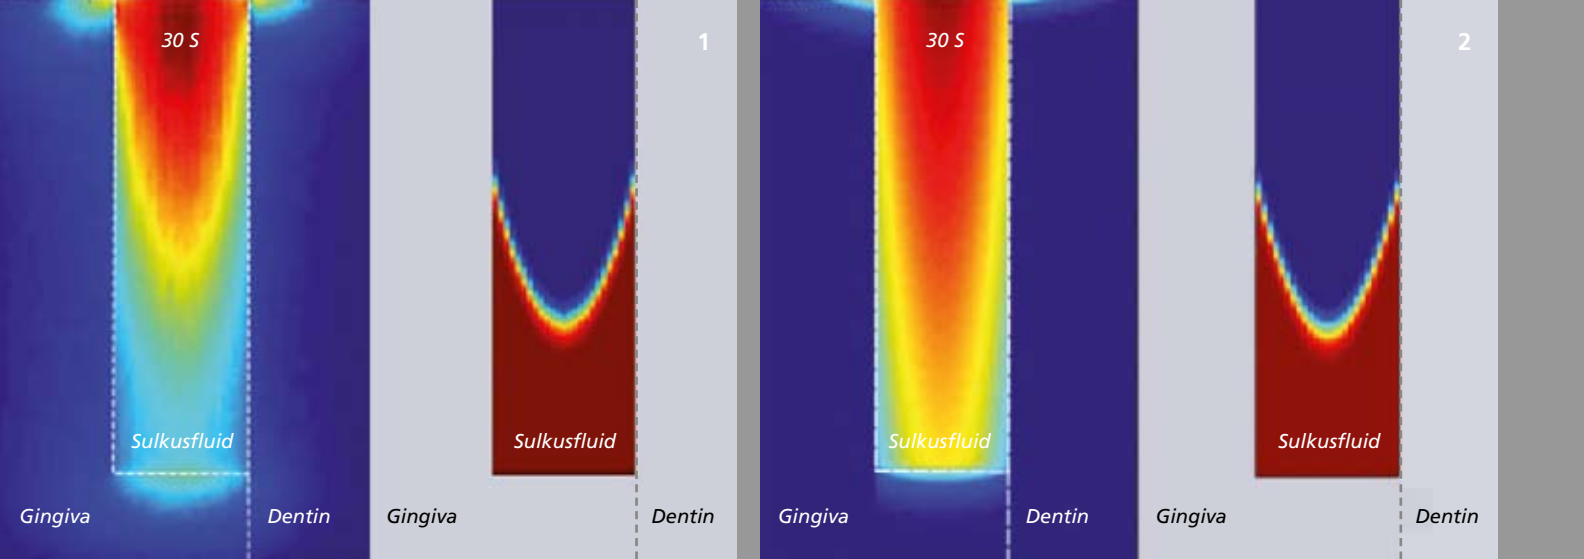 30 S
1
Sulkusfluid
Sulkusfluid
Gingiva
Dentin
Gingiva
Dentin
30 S
2
Sulkusfluid
Sulkusfluid
Gingiva
Dentin
Gingiva
Dentin